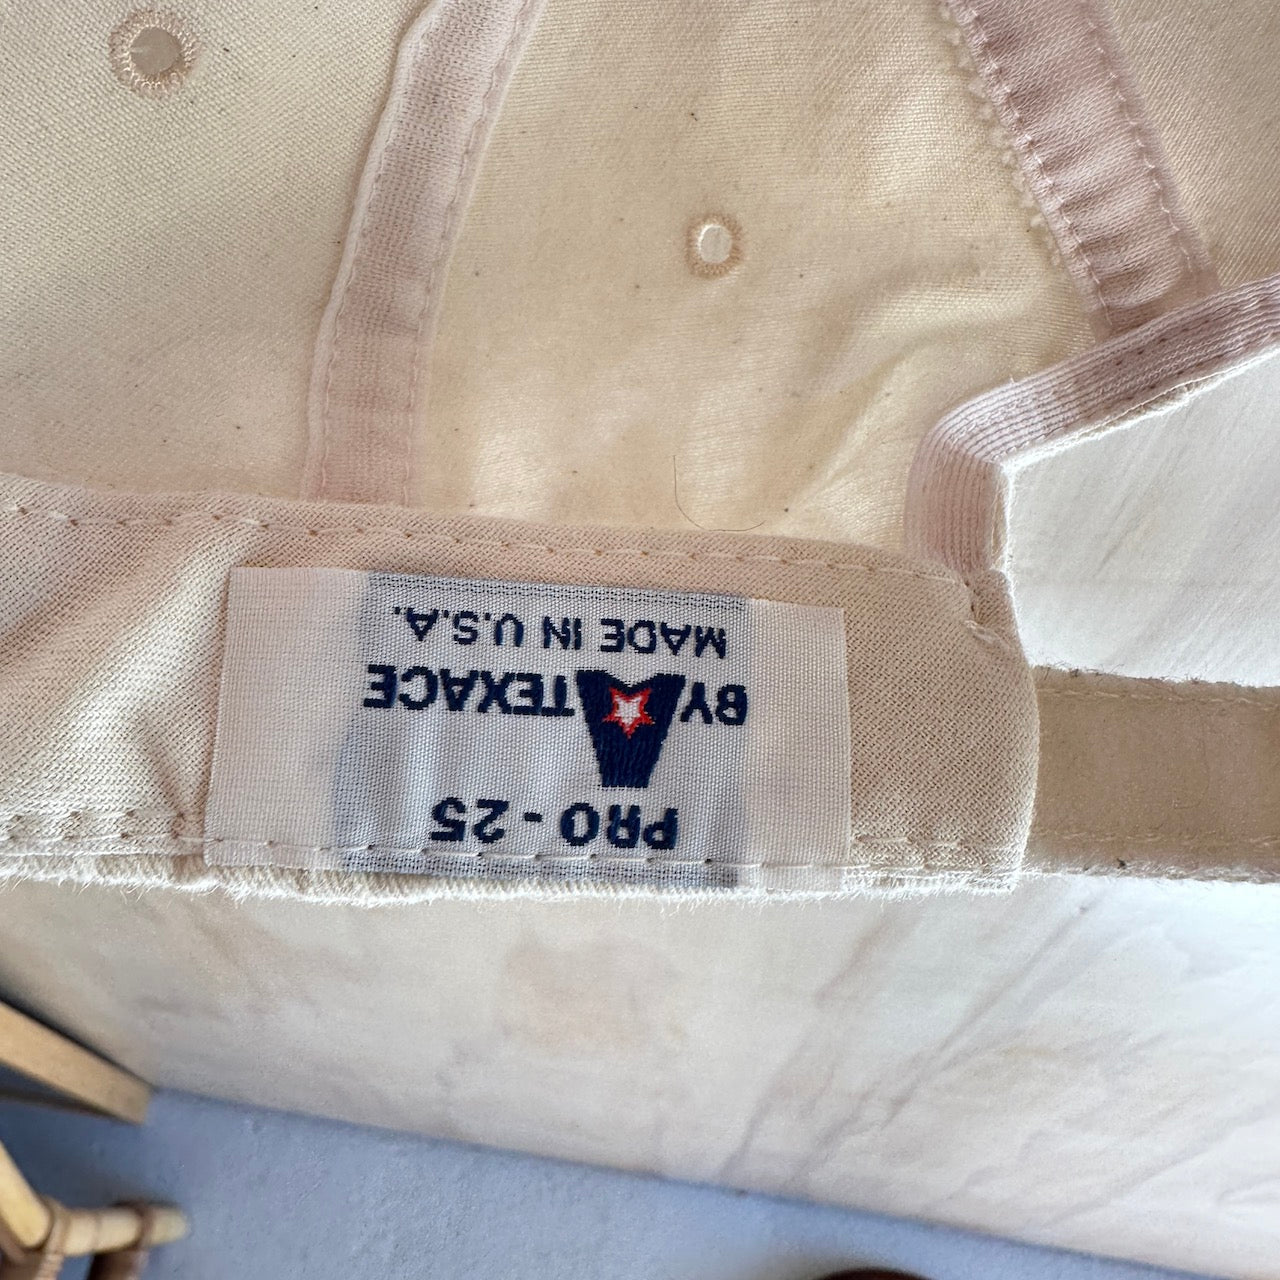 PRO - 25
BY TEXACE
MADE IN U.S.A.